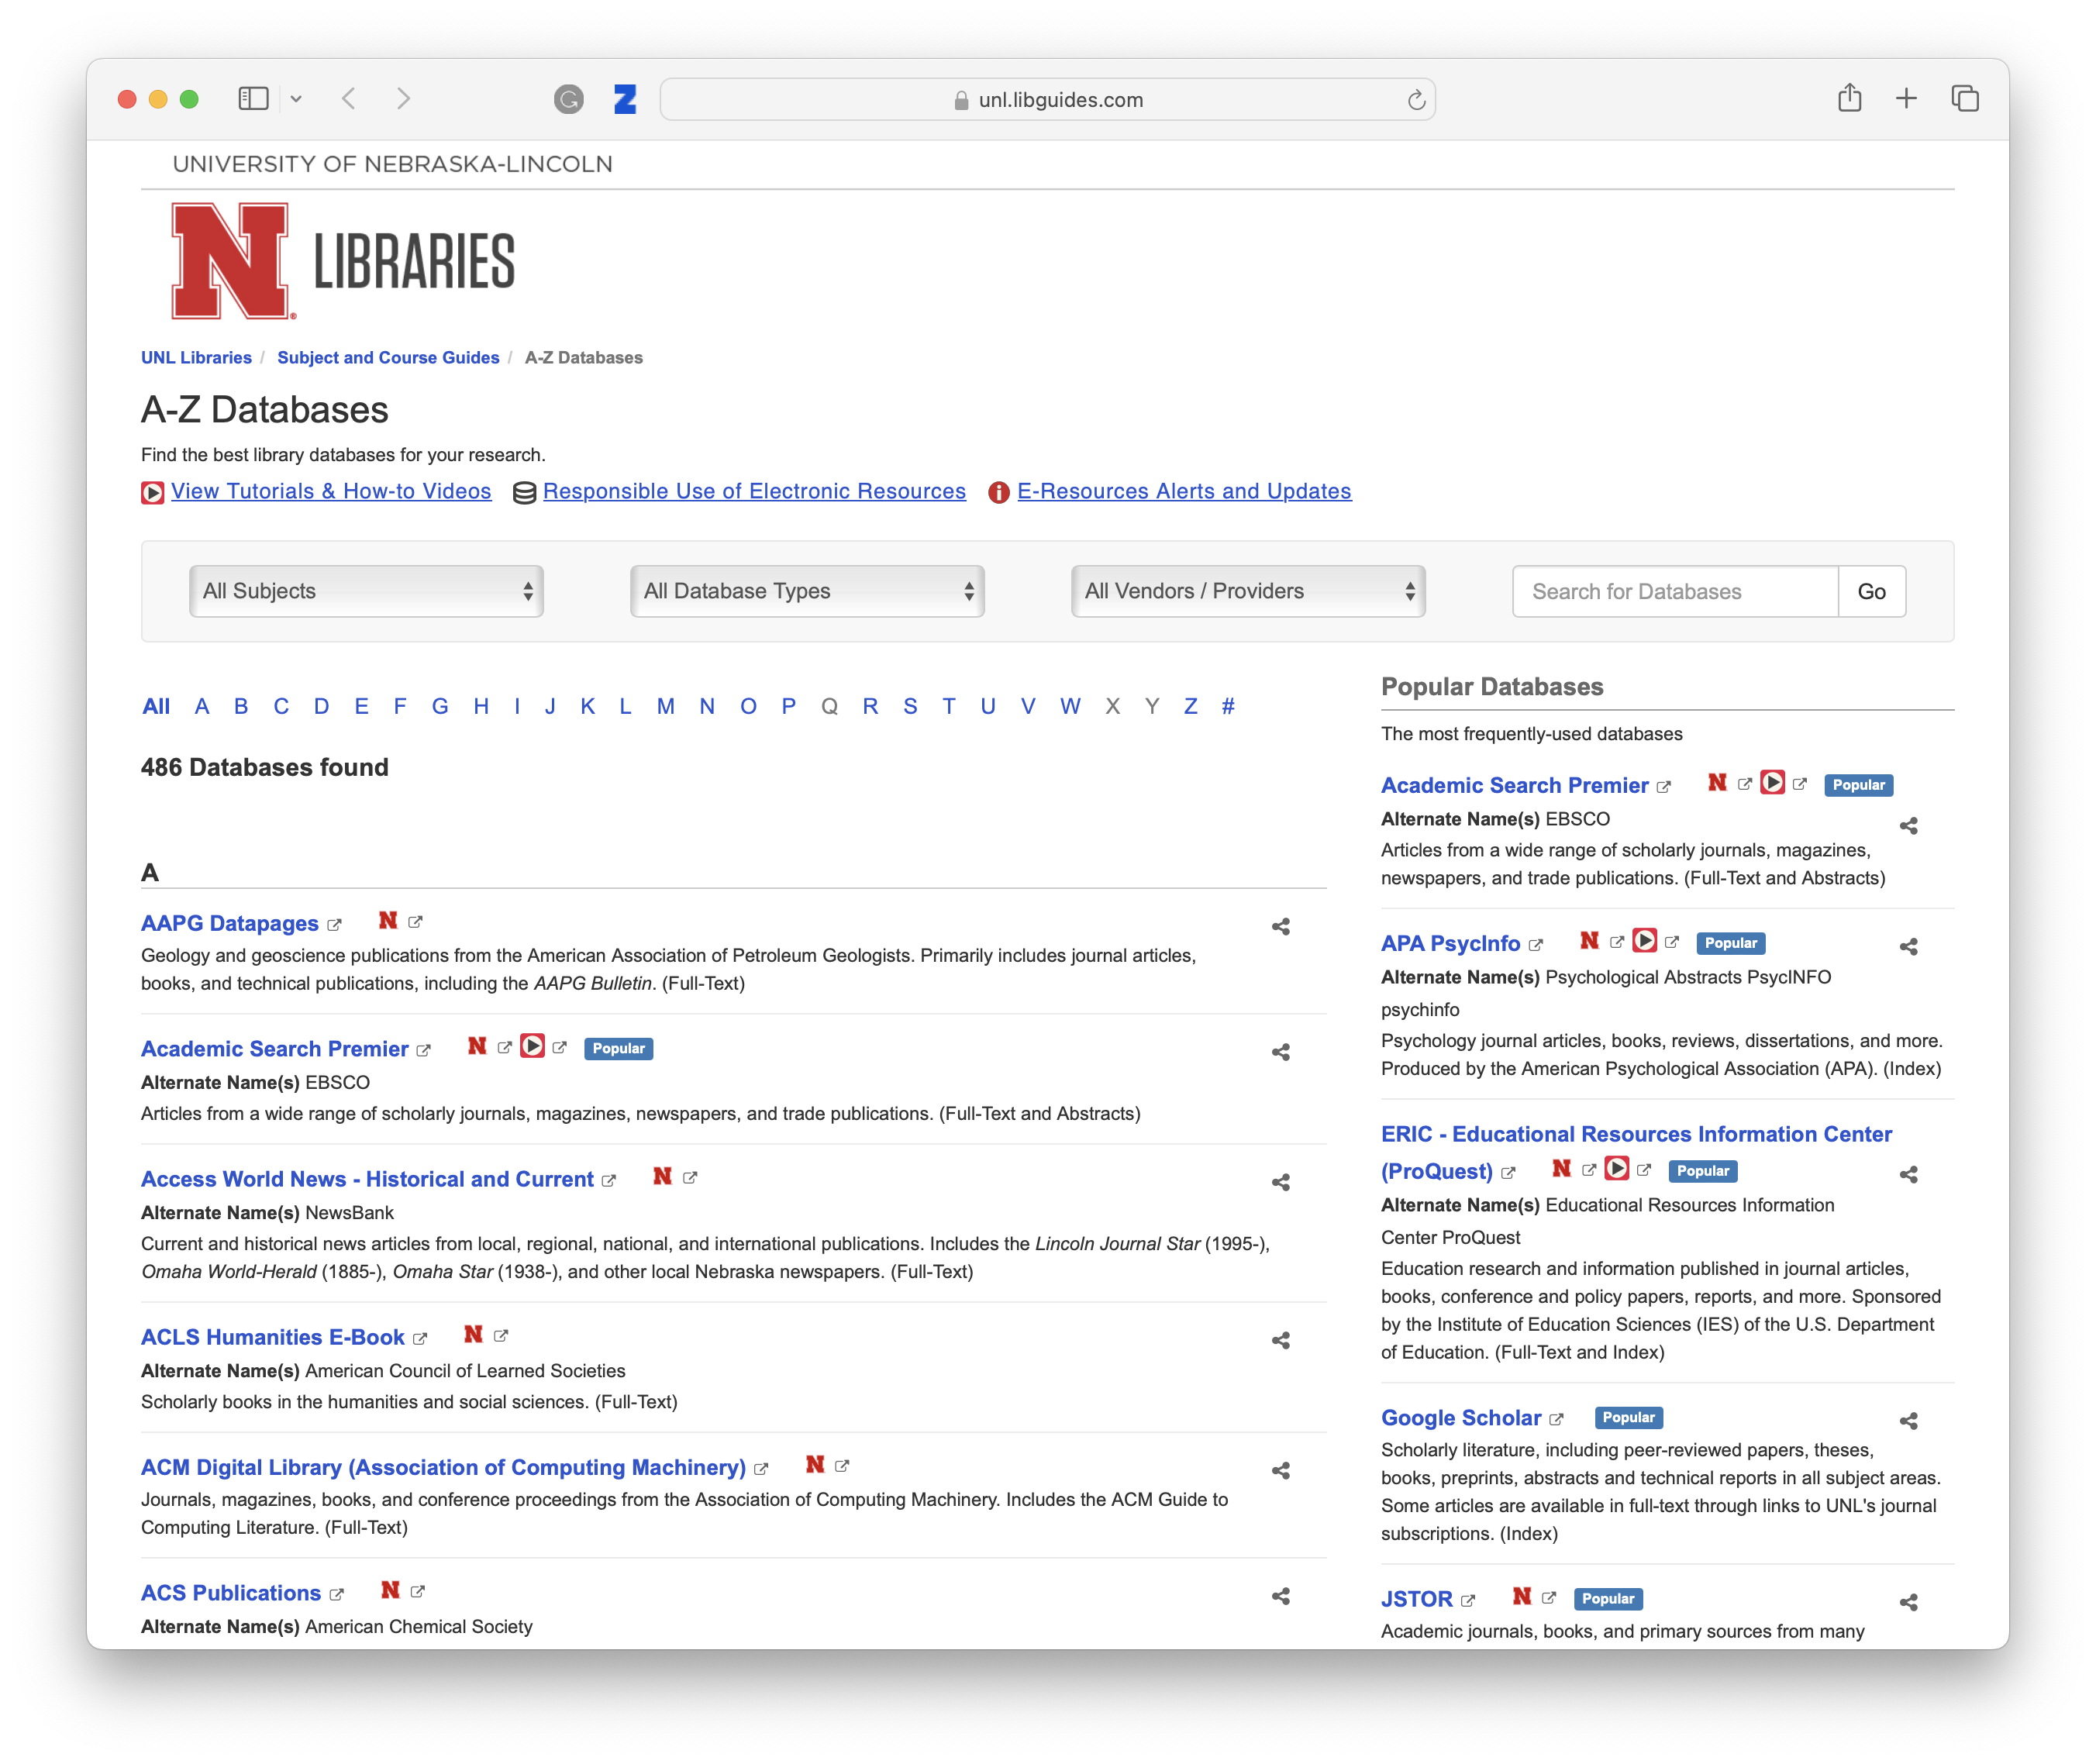 unl.libguides.com
UNIVERSITY OF NEBRASKA-LINCOLN
N LIBRARIES
UNL Libraries / Subject and Course Guides / A-Z Databases
A-Z Databases
Find the best library databases for your research.
View Tutorials & How-to Videos Responsible Use of Electronic Resources E-Resources Alerts and Updates
All Subjects All Database Types All Vendors / Providers Search for Databases Go
All A B C D E F G H I J K L M N O P Q R S T U V W X Y Z #
486 Databases found
A
AAPG Datapages N
Geology and geoscience publications from the American Association of Petroleum Geologists. Primarily includes journal articles,
books, and technical publications, including the AAPG Bulletin. (Full-Text)
Academic Search Premier N Popular
Alternate Name(s) EBSCO
Articles from a wide range of scholarly journals, magazines, newspapers, and trade publications. (Full-Text and Abstracts)
Access World News - Historical and Current N
Alternate Name(s) NewsBank
Current and historical news articles from local, regional, national, and international publications. Includes the Lincoln Journal Star (1995-),
Omaha World-Herald (1885-), Omaha Star (1938-), and other local Nebraska newspapers. (Full-Text)
ACLS Humanities E-Book N
Alternate Name(s) American Council of Learned Societies
Scholarly books in the humanities and social sciences. (Full-Text)
ACM Digital Library (Association of Computing Machinery) N
Journals, magazines, books, and conference proceedings from the Association of Computing Machinery. Includes the ACM Guide to
Computing Literature. (Full-Text)
ACS Publications N
Alternate Name(s) American Chemical Society
Popular Databases
The most frequently-used databases
Academic Search Premier N Popular
Alternate Name(s) EBSCO
Articles from a wide range of scholarly journals, magazines,
newspapers, and trade publications. (Full-Text and Abstracts)
APA PsycInfo N Popular
Alternate Name(s) Psychological Abstracts PsycINFO
psychinfo
Psychology journal articles, books, reviews, dissertations, and more.
Produced by the American Psychological Association (APA). (Index)
ERIC - Educational Resources Information Center
(ProQuest) N Popular
Alternate Name(s) Educational Resources Information
Center ProQuest
Education research and information published in journal articles,
books, conference and policy papers, reports, and more. Sponsored
by the Institute of Education Sciences (IES) of the U.S. Department
of Education. (Full-Text and Index)
Google Scholar Popular
Scholarly literature, including peer-reviewed papers, theses,
books, preprints, abstracts and technical reports in all subject areas.
Some articles are available in full-text through links to UNL's journal
subscriptions. (Index)
JSTOR N Popular
Academic journals, books, and primary sources from many